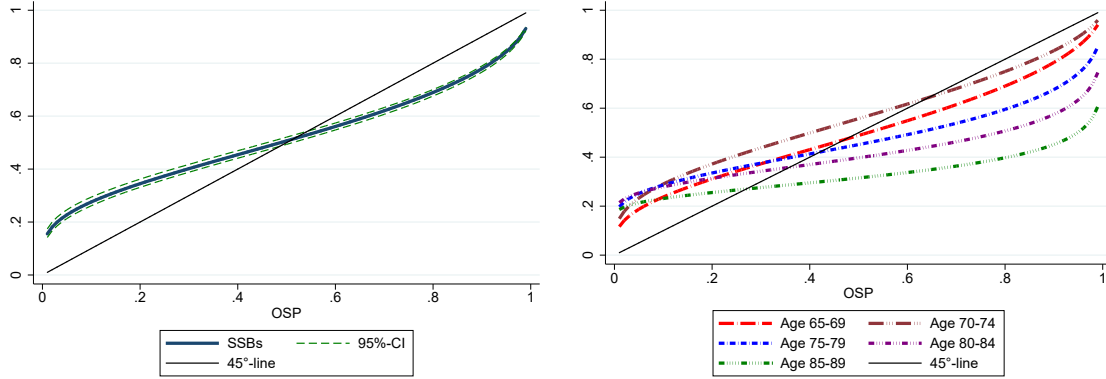 1
.8
.6
.4
.2
0
0 .2 .4 .6 .8 1
OSP
SSBs 95%-CI
45°-line
1
.8
.6
.4
.2
0
0 .2 .4 .6 .8 1
OSP
Age 65-69 Age 70-74
Age 75-79 Age 80-84
Age 85-89 45°-line